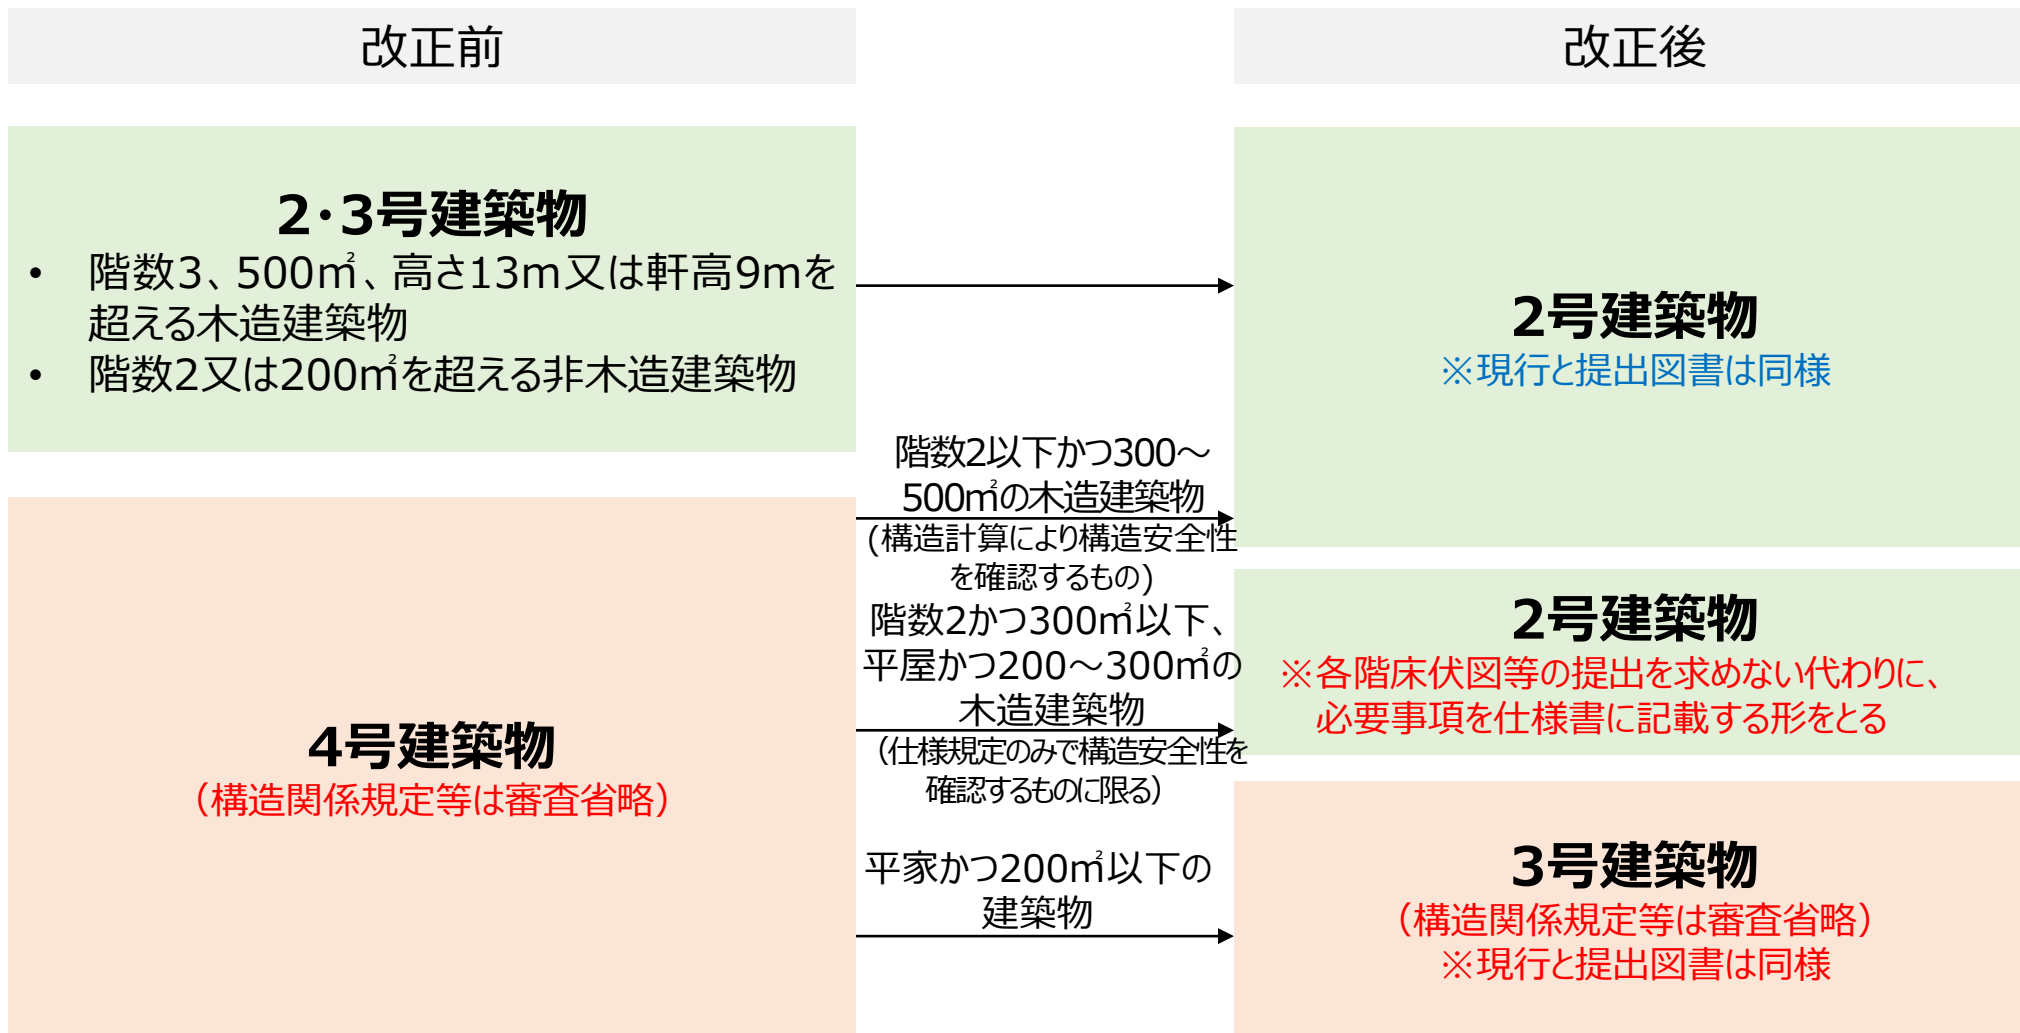 改正前
改正後
2・3号建築物
• 階数3、500㎡、高さ13m又は軒高9mを
超える木造建築物
• 階数2又は200㎡を超える非木造建築物
2号建築物
※現行と提出図書は同様
階数2以下かつ300～
500㎡の木造建築物
(構造計算により構造安全性
を確認するもの)
階数2かつ300㎡以下、
平屋かつ200～300㎡の
木造建築物
（仕様規定のみで構造安全性を
確認するものに限る）
2号建築物
※各階床伏図等の提出を求めない代わりに、
必要事項を仕様書に記載する形をとる
4号建築物
（構造関係規定等は審査省略）
平家かつ200㎡以下の
建築物
3号建築物
（構造関係規定等は審査省略）
※現行と提出図書は同様